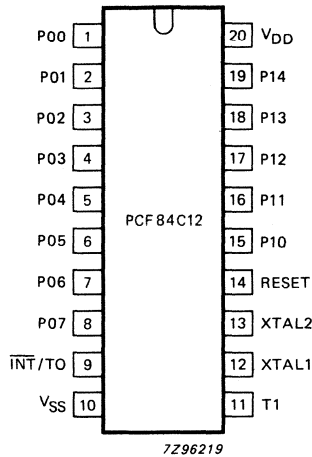 P00 1 20 VDD
P01 2 19 P14
P02 3 18 P13
P03 4 17 P12
P04 5 16 P11
PCF84C12
P05 6 15 P10
P06 7 14 RESET
P07 8 13 XTAL2
INT/TO 9 12 XTAL1
VSS 10 11 T1
7Z96219